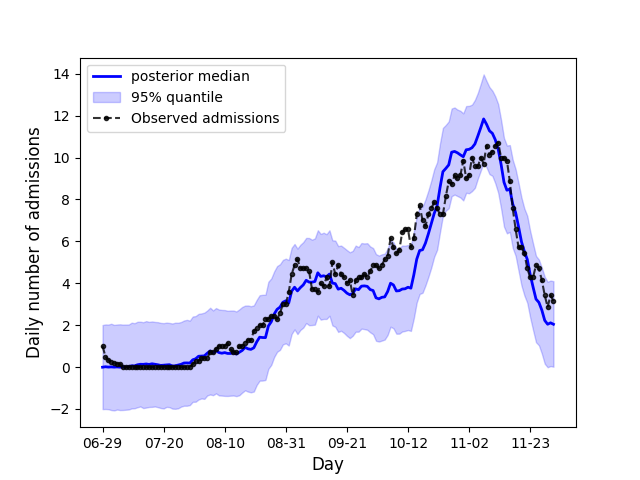 posterior median
95% quantile
Observed admissions
Daily number of admissions
14
12
10
8
6
4
2
0
−2
06-29 07-20 08-10 08-31 09-21 10-12 11-02 11-23
Day